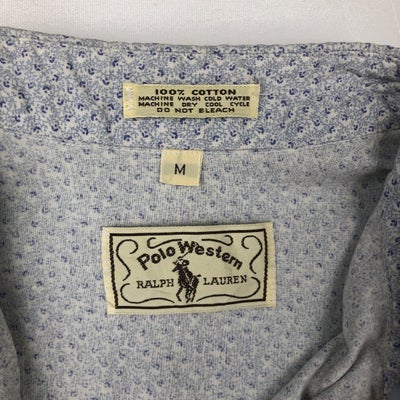 100% COTTON
MACHINE WASH COLD WATER
MACHINE DRY COOL CYCLE
DO NOT BLEACH
M
Polo Western
RALPH LAUREN